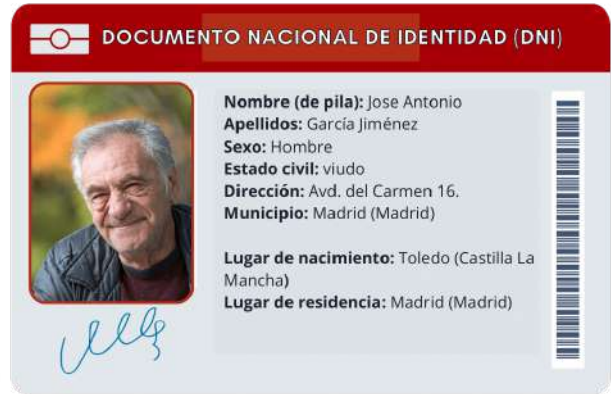 DOCUMENTO NACIONAL DE IDENTIDAD (DNI)
Nombre (de pila): Jose Antonio
Apellidos: García Jiménez
Sexo: Hombre
Estado civil: viudo
Dirección: Avd. del Carmen 16.
Municipio: Madrid (Madrid)
Lugar de nacimiento: Toledo (Castilla La
Mancha)
Lugar de residencia: Madrid (Madrid)